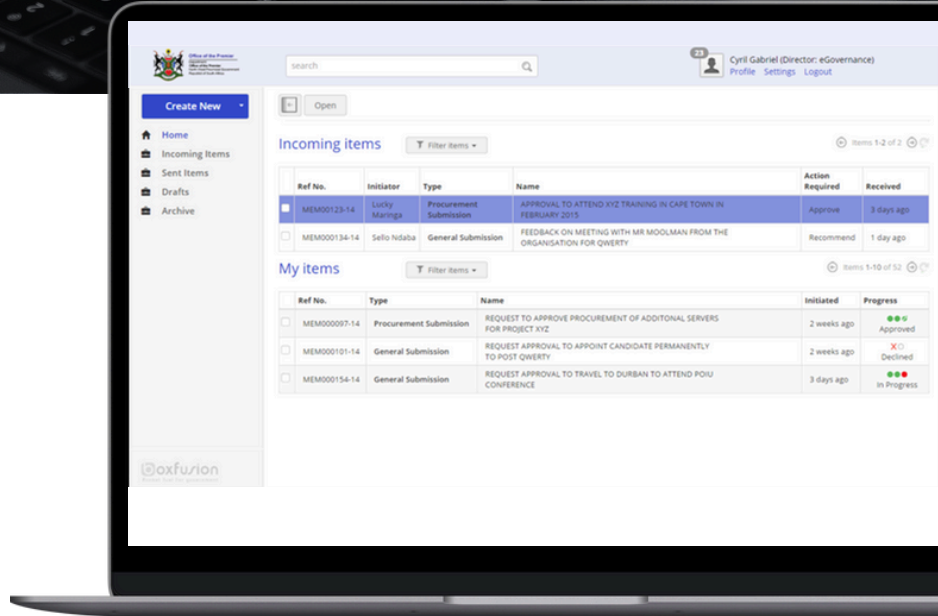 Office of the Premier
search
23
Cyril Gabriel (Director: eGovernance)
Profile Settings Logout
Create New
Open
Home
Incoming Items
Sent Items
Drafts
Archive
Incoming items
Filter items
Items 1-2 of 2
Ref No. Initiator Type Name Action Required Received
MEM00123-14 Lucky Maringa Procurement Submission APPROVAL TO ATTEND XYZ TRAINING IN CAPE TOWN IN FEBRUARY 2015 Approve 3 days ago
MEM000134-14 Sello Ndaba General Submission FEEDBACK ON MEETING WITH MR MOOLMAN FROM THE ORGANISATION FOR QWERTY Recommend 1 day ago
My items
Filter items
Items 1-10 of 52
Ref No. Type Name Initiated Progress
MEM000097-14 Procurement Submission REQUEST TO APPROVE PROCUREMENT OF ADDITONAL SERVERS FOR PROJECT XYZ 2 weeks ago Approved
MEM000101-14 General Submission REQUEST APPROVAL TO APPOINT CANDIDATE PERMANENTLY TO POST QWERTY 2 weeks ago Declined
MEM000154-14 General Submission REQUEST APPROVAL TO TRAVEL TO DURBAN TO ATTEND POIU CONFERENCE 3 days ago In Progress
Boxfusion